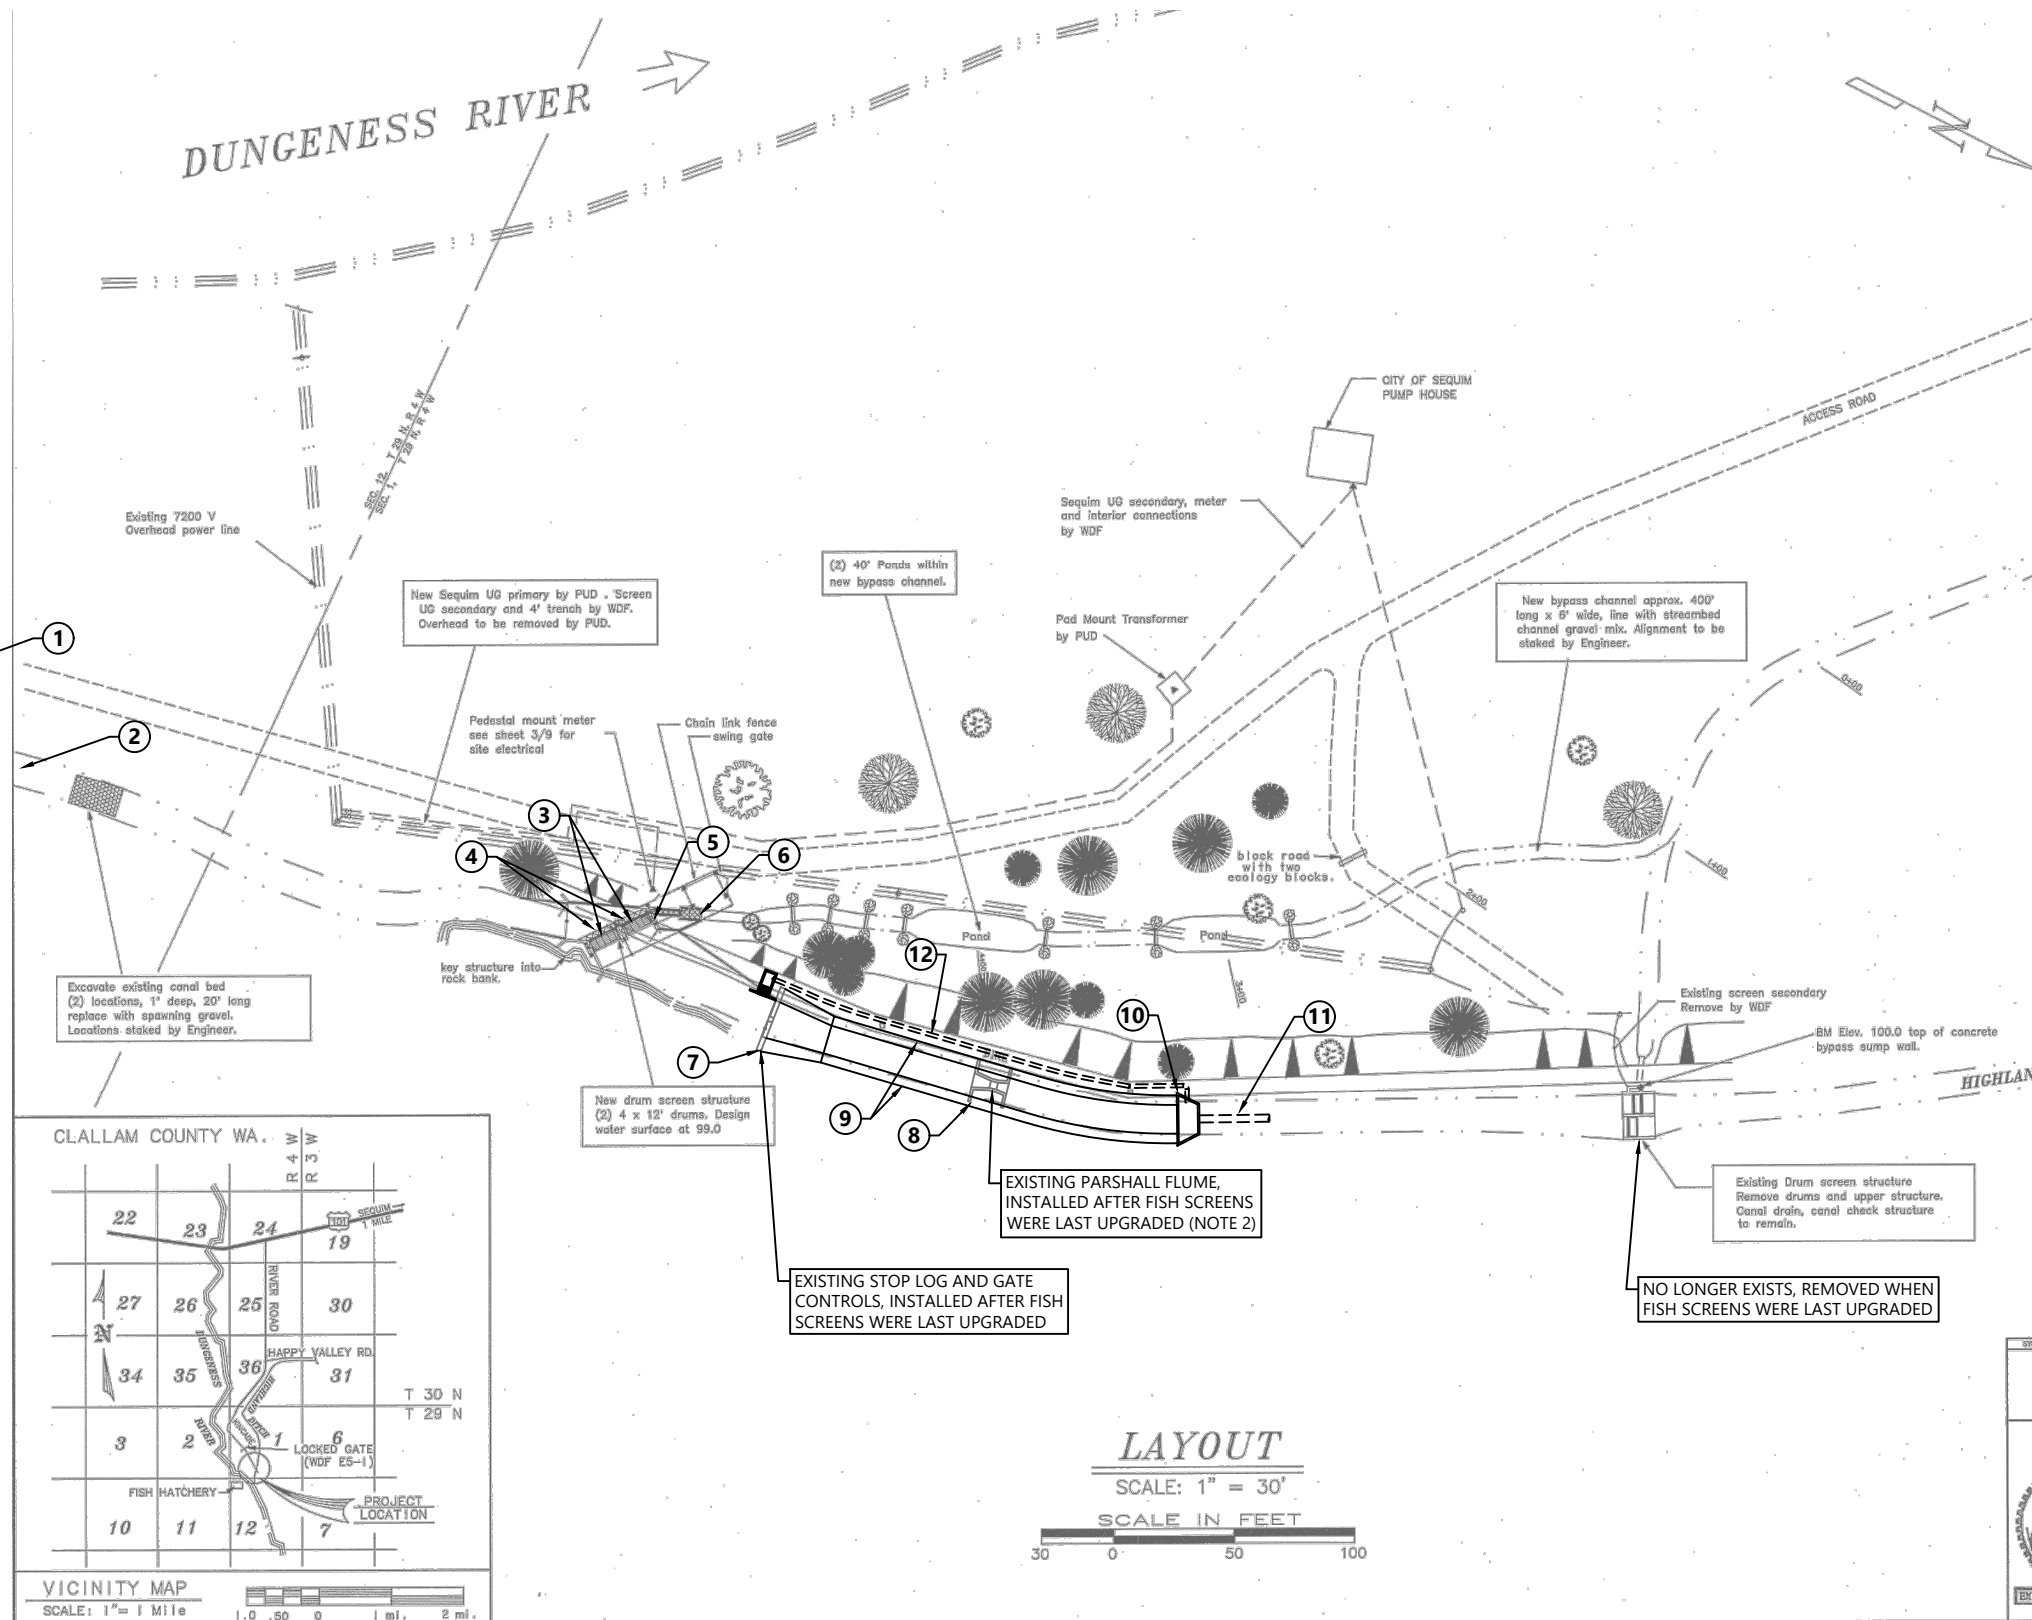 DUNGENESS RIVER
N
SEC. 12, T 29 N, R 4 W
SEC. 1, T 29 N, R 4 W
CITY OF SEQUIM
PUMP HOUSE
ACCESS ROAD
Existing 7200 V
Overhead power line
Sequim UG secondary, meter
and interior connections
by WDF
(2) 40' Ponds within
new bypass channel.
New Sequim UG primary by PUD . Screen
UG secondary and 4' trench by WDF.
Overhead to be removed by PUD.
New bypass channel approx. 400'
long x 6' wide, line with streambed
channel gravel mix. Alignment to be
staked by Engineer.
Pad Mount Transformer
by PUD
1
2
0+00
Pedestal mount meter
see sheet 3/9 for
site electrical
Chain link fence
swing gate
3
4
5
6
block road
with two
ecology blocks.
1+00
2+00
Pond
Pond
12
4+00
3+00
key structure into
rock bank.
Excavate existing canal bed
(2) locations, 1' deep, 20' long
replace with spawning gravel.
Locations staked by Engineer.
Existing screen secondary
Remove by WDF
10
11
BM Elev. 100.0 top of concrete
bypass sump wall.
7
HIGHLAN
New drum screen structure
(2) 4 x 12' drums. Design
water surface at 99.0
9
8
EXISTING PARSHALL FLUME,
INSTALLED AFTER FISH SCREENS
WERE LAST UPGRADED (NOTE 2)
Existing Drum screen structure
Remove drums and upper structure.
Canal drain, canal check structure
to remain.
EXISTING STOP LOG AND GATE
CONTROLS, INSTALLED AFTER FISH
SCREENS WERE LAST UPGRADED
NO LONGER EXISTS, REMOVED WHEN
FISH SCREENS WERE LAST UPGRADED
CLALLAM COUNTY WA.
R 4 W
R 3 W
22
23
24
101
SEQUIM
1 MILE
19
27
26
25
RIVER ROAD
30
N
DUNGENESS
RIVER
HAPPY VALLEY RD.
34
35
36
31
HIGHLAND
DITCH
T 30 N
T 29 N
3
2
1
6
LOCKED GATE
(WDF E5-1)
FISH HATCHERY
PROJECT
LOCATION
10
11
12
7
VICINITY MAP
SCALE: 1"= 1 Mile
1.0 .50 0 1 mi. 2 mi.
LAYOUT
SCALE: 1" = 30'
SCALE IN FEET
30 0 50 100